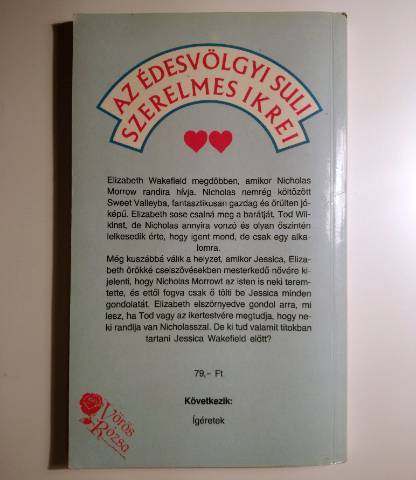 AZ ÉDESVÖLGYI SULI
SZERELMES IKREI
Elizabeth Wakefield megdöbben, amikor Nicholas
Morrow randira hívja. Nicholas nemrég költözött
Sweet Valleyba, fantasztikusan gazdag és őrülten jó-
képű. Elizabeth sose csalná meg a barátját, Tod Wil-
kinst, de Nicholas annyira vonzó és olyan őszintén
lelkesedik érte, hogy igent mond, de csak egy alka-
lomra.
Még kuszábbá válik a helyzet, amikor Jessica, Eliza-
beth örökké cselszövésekben mesterkedő nővére ki-
jelenti, hogy Nicholas Morrowt az isten is neki terem-
tette, és ettől fogva csak ő tölti be Jessica minden
gondolatát. Elizabeth elszörnyedve gondol arra, mi
lesz, ha Tod vagy az ikertestvére megtudja, hogy ne-
ki randija van Nicholasszal. De ki tud valamit titokban
tartani Jessica Wakefield előtt?
79,– Ft
Következik:
Ígéretek
Vörös
Rózsa